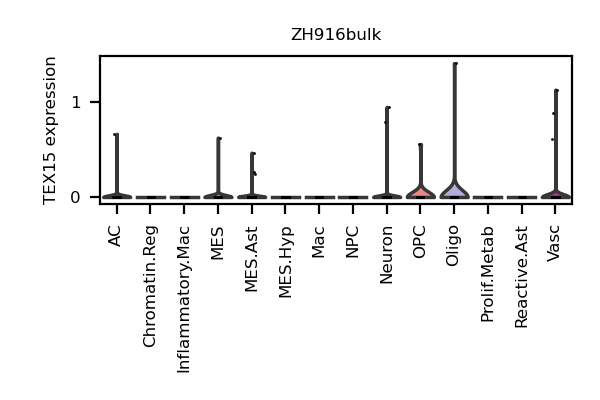 ZH916bulk
TEX15 expression
1
0
AC
Chromatin.Reg
Inflammatory.Mac
MES
MES.Ast
MES.Hyp
Mac
NPC
Neuron
OPC
Oligo
Prolif.Metab
Reactive.Ast
Vasc